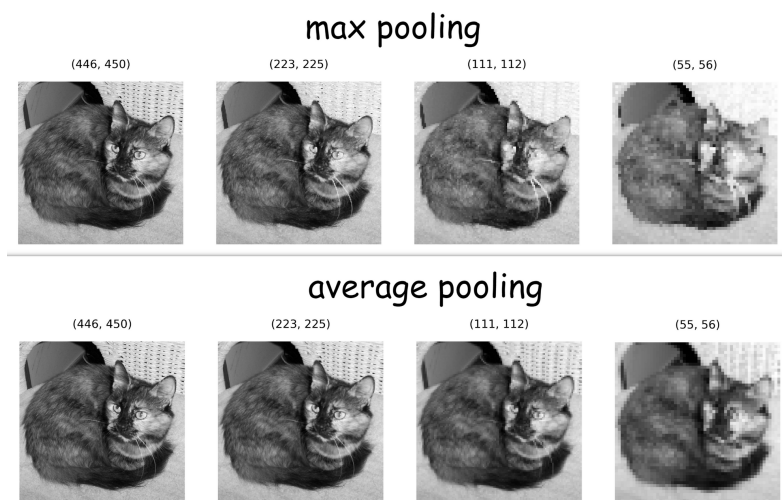 max pooling
(446, 450) (223, 225) (111, 112) (55, 56)
average pooling
(446, 450) (223, 225) (111, 112) (55, 56)